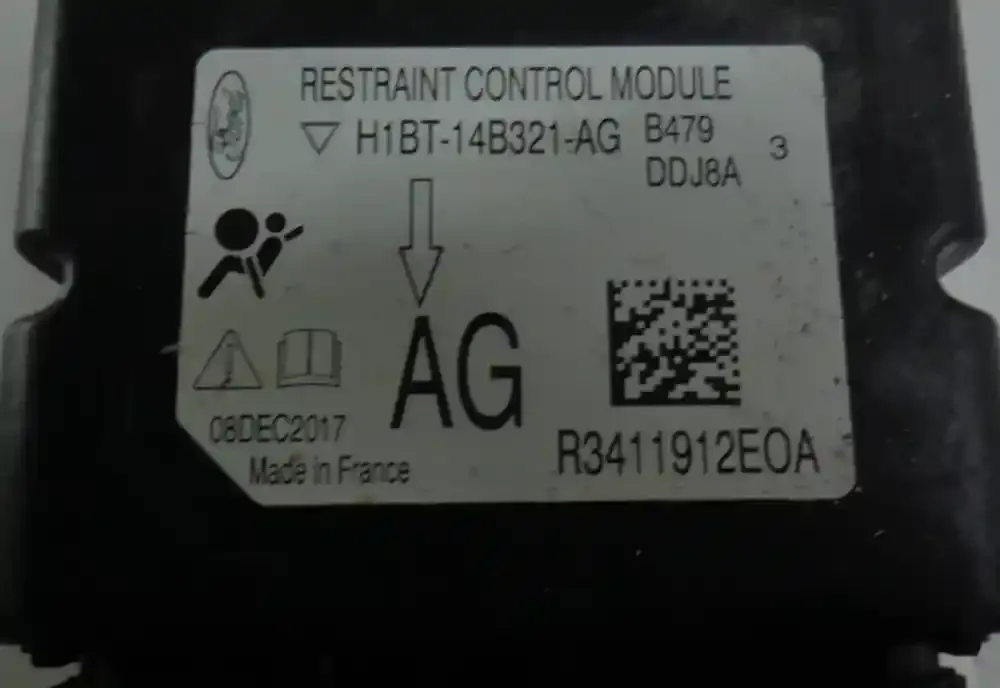 RESTRAINT CONTROL MODULE
H1BT-14B321-AG B479 3
DDJ8A
AG
08DEC2017
Made in France
R3411912EOA